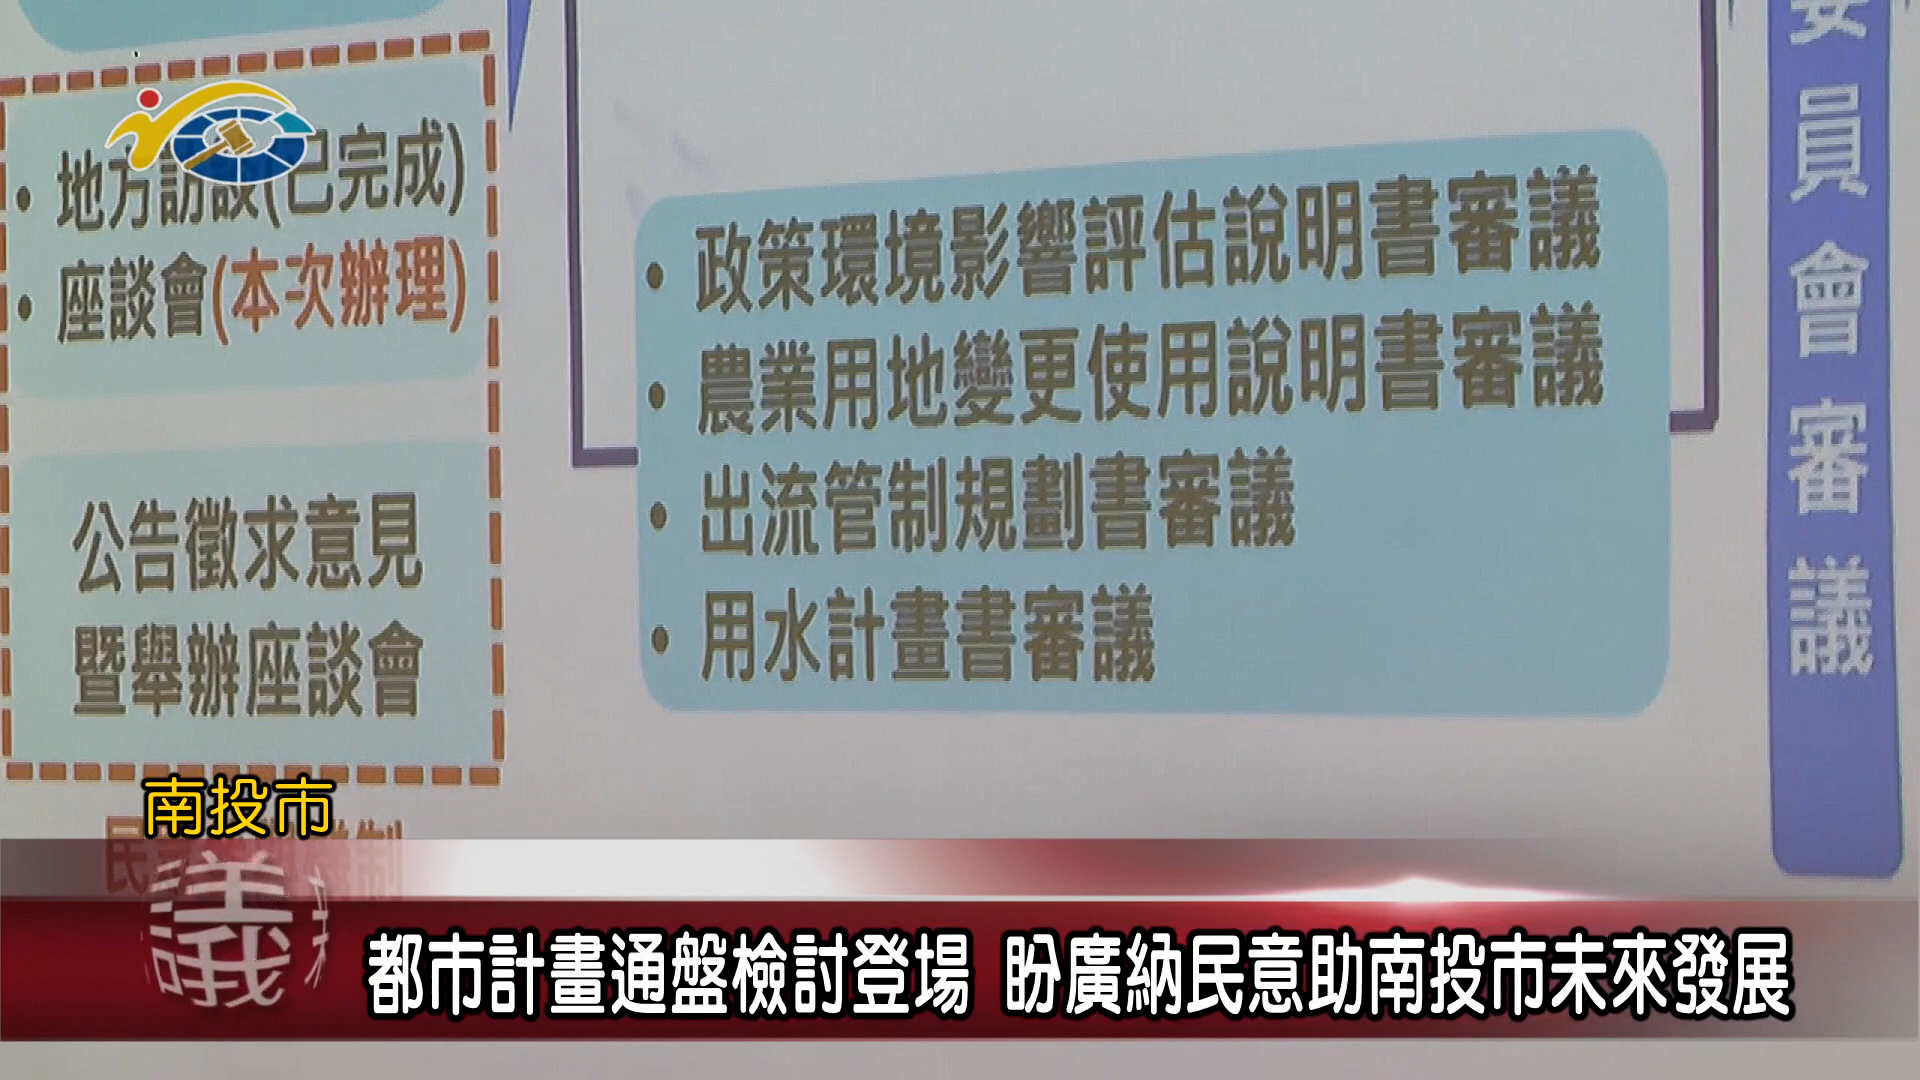 地方訪談(已完成)
座談會(本次辦理)
公告徵求意見
暨舉辦座談會
• 政策環境影響評估說明書審議
• 農業用地變更使用說明書審議
• 出流管制規劃書審議
• 用水計畫書審議
委員會審議
南投市
議
都市計畫通盤檢討登場 盼廣納民意助南投市未來發展